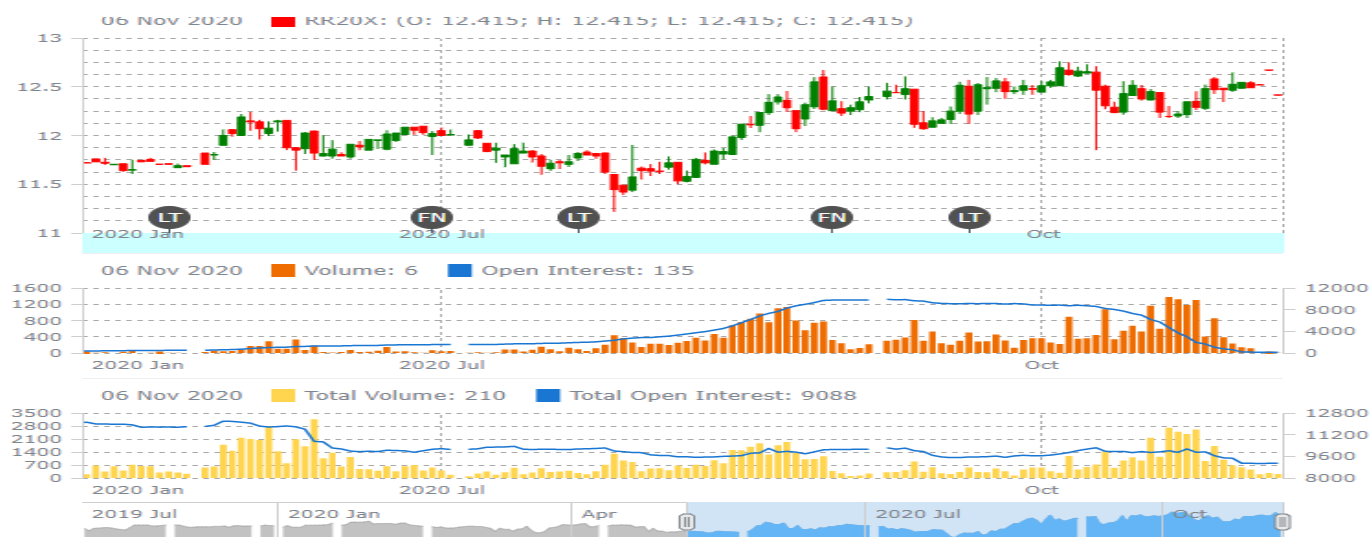 06 Nov 2020 RR20X: (O: 12.415; H: 12.415; L: 12.415; C: 12.415)
13
12.5
12
11.5
LT FN LT FN LT
11
2020 Jan 2020 Jul Oct
06 Nov 2020 Volume: 6 Open Interest: 135
1600 12000
1200
8000
800
4000
400
0 0
2020 Jan 2020 Jul Oct
06 Nov 2020 Total Volume: 210 Total Open Interest: 9088
3500 12800
2800
11200
2100
1400 9600
700
0 8000
2020 Jan 2020 Jul Oct
2019 Jul 2020 Jan Apr 2020 Jul Oct